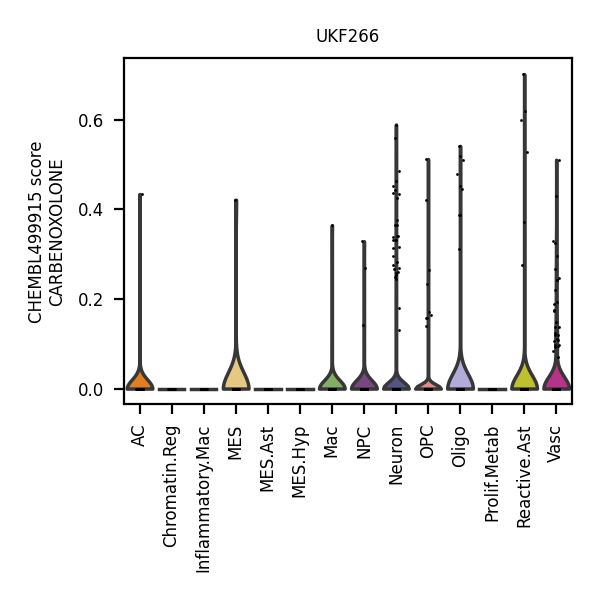 UKF266
CHEMBL499915 score
CARBENOXOLONE
0.6
0.4
0.2
0.0
AC
Chromatin.Reg
Inflammatory.Mac
MES
MES.Ast
MES.Hyp
Mac
NPC
Neuron
OPC
Oligo
Prolif.Metab
Reactive.Ast
Vasc